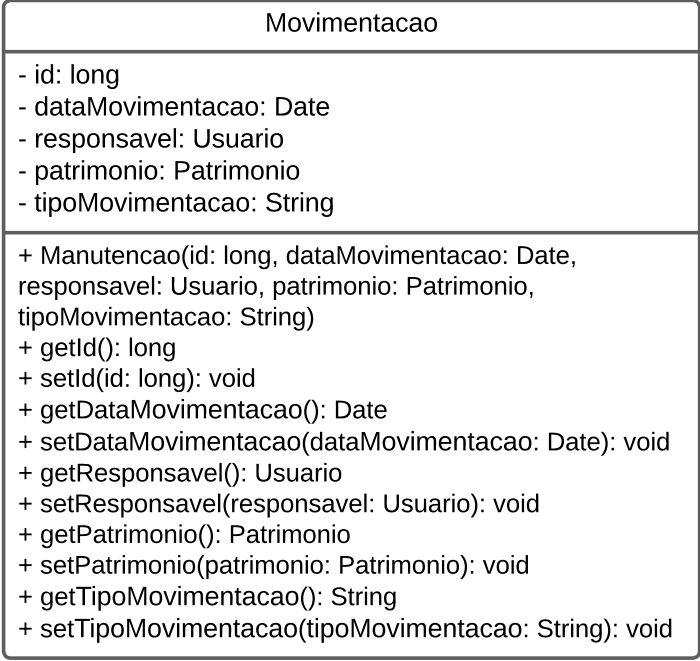 Movimentacao
- id: long
- dataMovimentacao: Date
- responsavel: Usuario
- patrimonio: Patrimonio
- tipoMovimentacao: String
+ Manutencao(id: long, dataMovimentacao: Date,
responsavel: Usuario, patrimonio: Patrimonio,
tipoMovimentacao: String)
+ getId(): long
+ setId(id: long): void
+ getDataMovimentacao(): Date
+ setDataMovimentacao(dataMovimentacao: Date): void
+ getResponsavel(): Usuario
+ setResponsavel(responsavel: Usuario): void
+ getPatrimonio(): Patrimonio
+ setPatrimonio(patrimonio: Patrimonio): void
+ getTipoMovimentacao(): String
+ setTipoMovimentacao(tipoMovimentacao: String): void